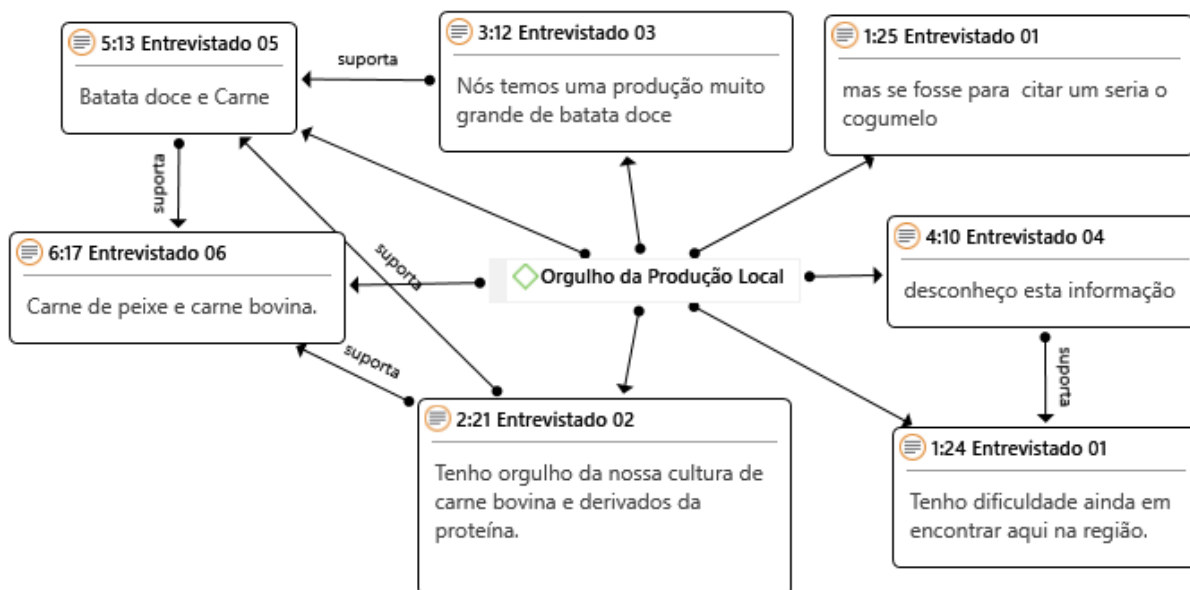 5:13 Entrevistado 05
Batata doce e Carne
suporta
3:12 Entrevistado 03
Nós temos uma produção muito
grande de batata doce
1:25 Entrevistado 01
mas se fosse para citar um seria o
cogumelo
suporta
6:17 Entrevistado 06
Carne de peixe e carne bovina.
suporta
Orgulho da Produção Local
4:10 Entrevistado 04
desconheço esta informação
suporta
suporta
2:21 Entrevistado 02
Tenho orgulho da nossa cultura de
carne bovina e derivados da
proteína.
1:24 Entrevistado 01
Tenho dificuldade ainda em
encontrar aqui na região.